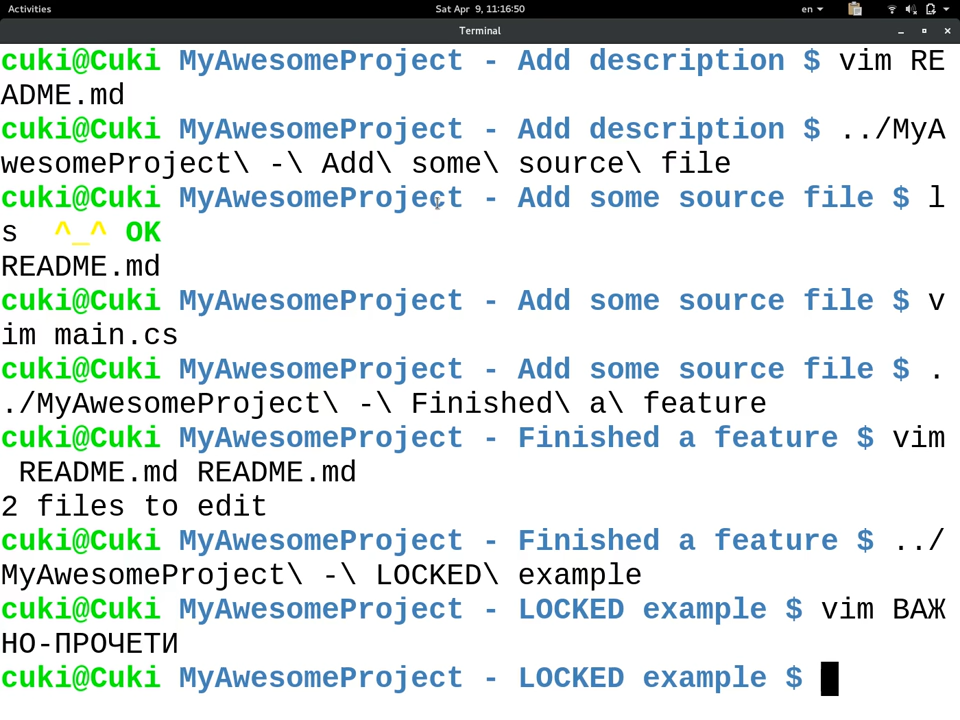 Activities Sat Apr 9, 11:16:50 en
Terminal
cuki@Cuki MyAwesomeProject - Add description $ vim RE
ADME.md
cuki@Cuki MyAwesomeProject - Add description $ ../MyA
wesomeProject\ -\ Add\ some\ source\ file
cuki@Cuki MyAwesomeProject - Add some source file $ l
s  ^_^ OK
README.md
cuki@Cuki MyAwesomeProject - Add some source file $ v
im main.cs
cuki@Cuki MyAwesomeProject - Add some source file $ .
./MyAwesomeProject\ -\ Finished\ a\ feature
cuki@Cuki MyAwesomeProject - Finished a feature $ vim
 README.md README.md
2 files to edit
cuki@Cuki MyAwesomeProject - Finished a feature $ ../
MyAwesomeProject\ -\ LOCKED\ example
cuki@Cuki MyAwesomeProject - LOCKED example $ vim ВАЖ
НО-ПРОЧЕТИ
cuki@Cuki MyAwesomeProject - LOCKED example $